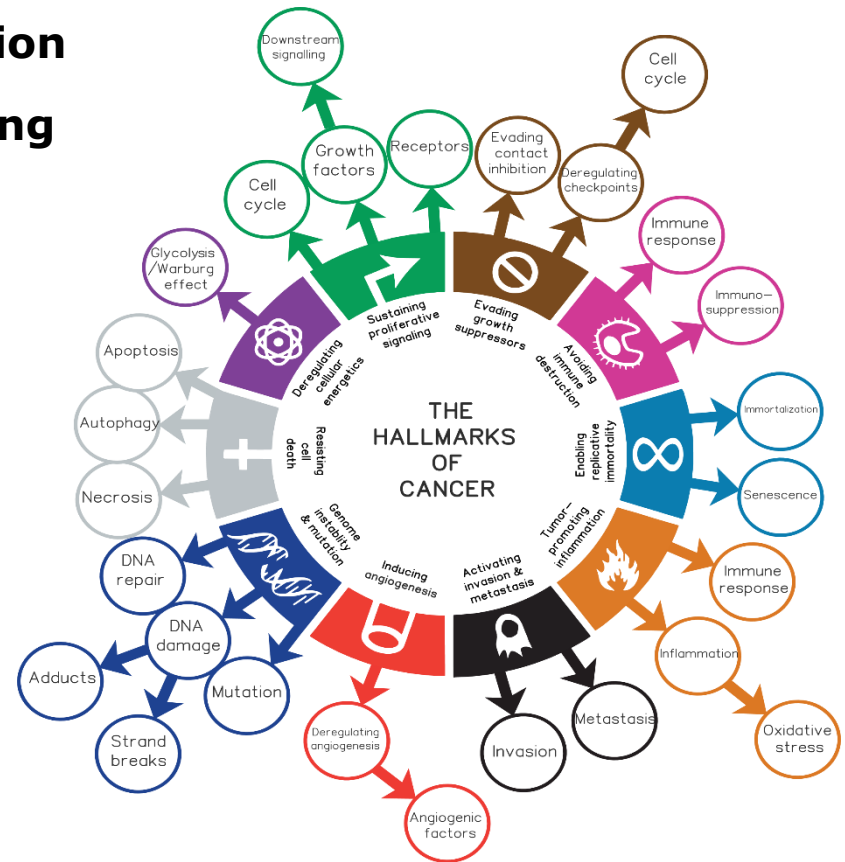 ion
ng
Downstream
signalling
Cell
cycle
Growth
factors
Receptors
Evading
contact
inhibition
Deregulating
checkpoints
Cell
cycle
Glycolysis
/Warburg
effect
Immune
response
Immuno-
suppression
Apoptosis
Autophagy
Necrosis
Immortalization
Senescence
DNA
repair
DNA
damage
Adducts
Strand
breaks
Mutation
Immune
response
Inflammation
Oxidative
stress
Deregulating
angiogenesis
Angiogenic
factors
Invasion
Metastasis
Sustaining
proliferative
signaling
Evading
growth
suppressors
Avoiding
immune
destruction
Enabling
replicative
immortality
Tumor-
promoting
inflammation
Activating
invasion &
metastasis
Inducing
angiogenesis
Genome
instablity
& mutation
Resisting
cell
death
Deregulating
cellular
energetics
THE
HALLMARKS
OF
CANCER